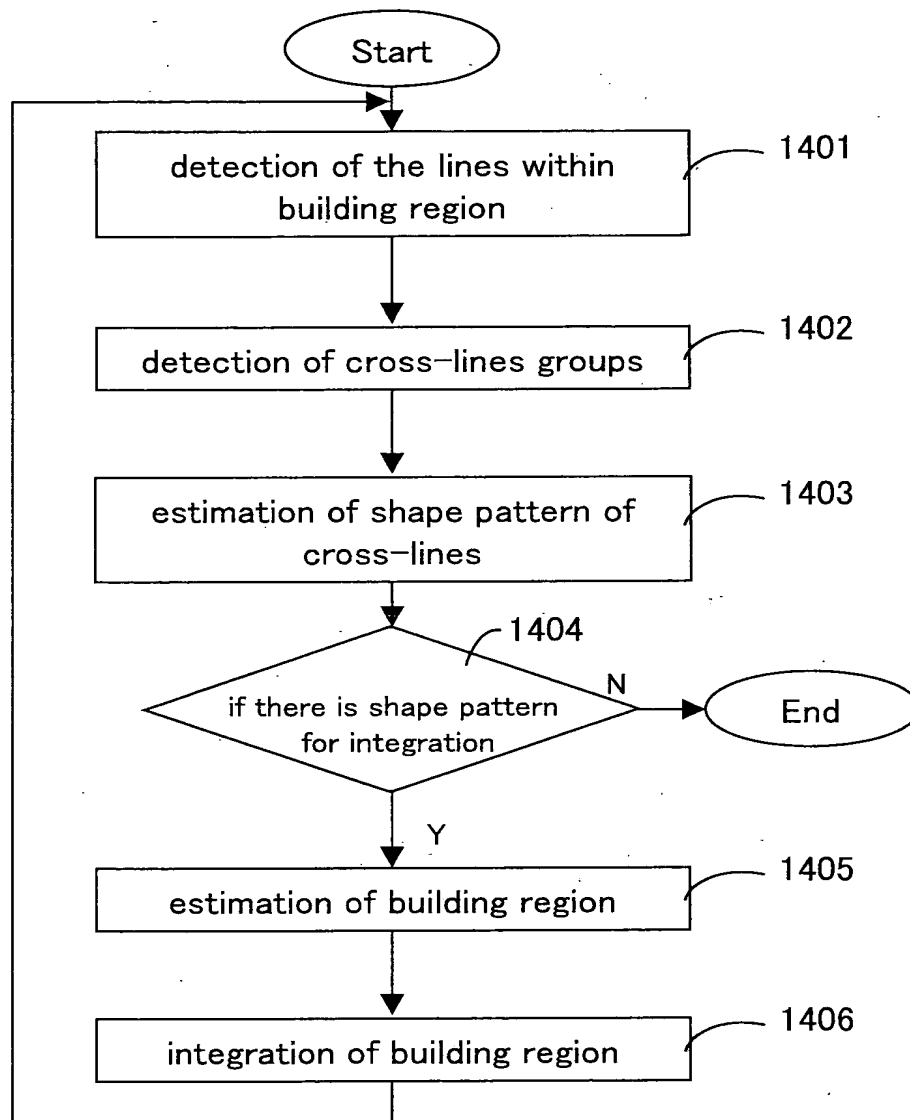 Start
1401
detection of the lines within
building region
1402
detection of cross-lines groups
1403
estimation of shape pattern of
cross-lines
1404
if there is shape pattern
for integration
N
End
Y
1405
estimation of building region
1406
integration of building region